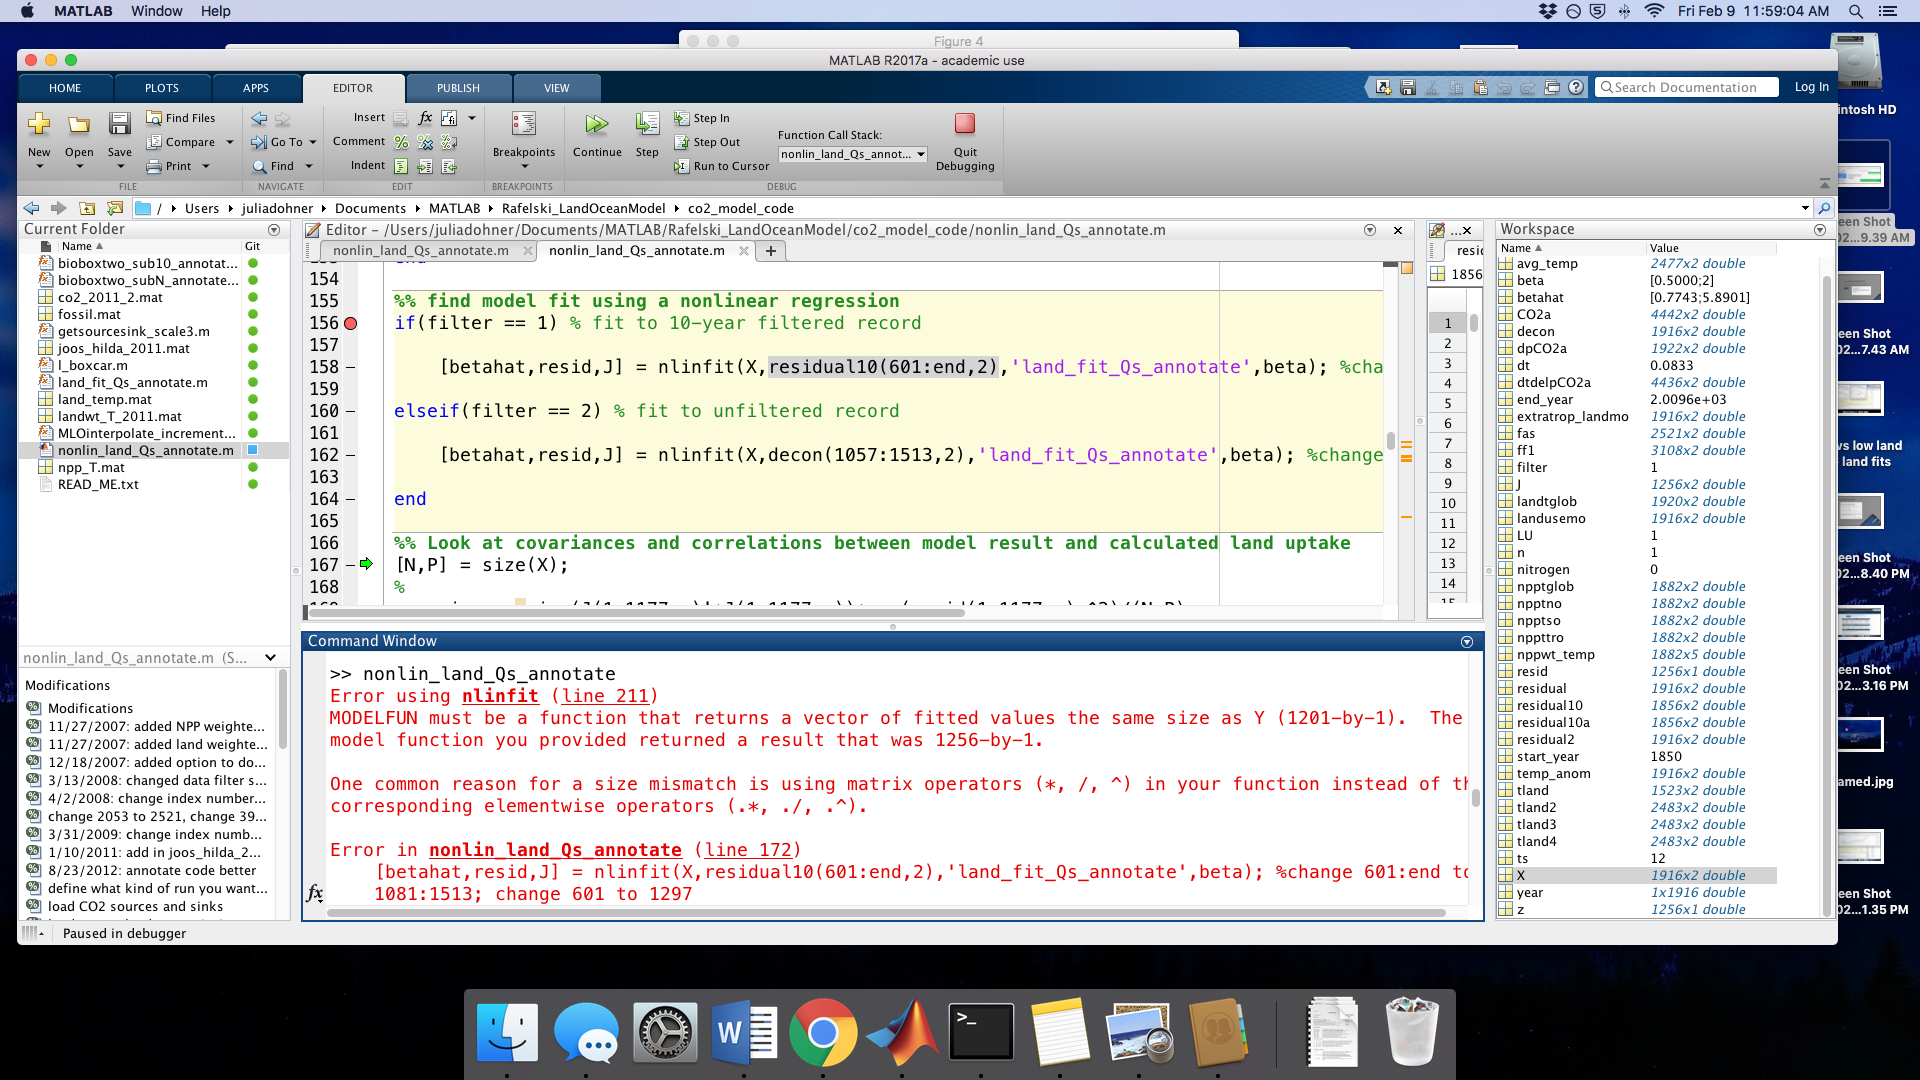 MATLAB Window Help
Fri Feb 9 11:59:04 AM
Figure 4
MATLAB R2017a - academic use
HOME PLOTS APPS EDITOR PUBLISH VIEW
Search Documentation
Log In
New Open Save
Find Files
Compare
Print
FILE
Go To
Find
NAVIGATE
Insert
Comment
Indent
EDIT
Breakpoints
BREAKPOINTS
Continue Step
Step In
Step Out
Run to Cursor
Function Call Stack:
nonlin_land_Qs_annot...
Quit
Debugging
DEBUG
/ Users juliadohner Documents MATLAB Rafelski_LandOceanModel co2_model_code
Current Folder
Name Git
bioboxtwo_sub10_annotat...
bioboxtwo_subN_annotate...
co2_2011_2.mat
fossil.mat
getsourcesink_scale3.m
joos_hilda_2011.mat
l_boxcar.m
land_fit_Qs_annotate.m
land_temp.mat
landwt_T_2011.mat
MLOinterpolate_increment...
nonlin_land_Qs_annotate.m
npp_T.mat
READ_ME.txt
nonlin_land_Qs_annotate.m (S...
Modifications
Modifications
11/27/2007: added NPP weighte...
11/27/2007: added land weighte...
12/18/2007: added option to do...
3/13/2008: changed data filter s...
4/2/2008: change index number...
change 2053 to 2521, change 39...
3/31/2009: change index numb...
1/10/2011: add in joos_hilda_2...
8/23/2012: annotate code better
define what kind of run you want...
load CO2 sources and sinks
Paused in debugger
Editor - /Users/juliadohner/Documents/MATLAB/Rafelski_LandOceanModel/co2_model_code/nonlin_land_Qs_annotate.m
nonlin_land_Qs_annotate.m nonlin_land_Qs_annotate.m +
154
155 %% find model fit using a nonlinear regression
156 if(filter == 1) % fit to 10-year filtered record
157
158 – [betahat,resid,J] = nlinfit(X,residual10(601:end,2),'land_fit_Qs_annotate',beta); %cha
159
160 – elseif(filter == 2) % fit to unfiltered record
161
162 – [betahat,resid,J] = nlinfit(X,decon(1057:1513,2),'land_fit_Qs_annotate',beta); %change
163
164 – end
165
166 %% Look at covariances and correlations between model result and calculated land uptake
167 – [N,P] = size(X);
168 %
... resid
1856
1
2
3
4
5
6
7
8
9
10
11
12
13
14
15
Command Window
>> nonlin_land_Qs_annotate
Error using nlinfit (line 211)
MODELFUN must be a function that returns a vector of fitted values the same size as Y (1201-by-1). The
model function you provided returned a result that was 1256-by-1.
One common reason for a size mismatch is using matrix operators (*, /, ^) in your function instead of th
corresponding elementwise operators (.*, ./, .^).
Error in nonlin_land_Qs_annotate (line 172)
[betahat,resid,J] = nlinfit(X,residual10(601:end,2),'land_fit_Qs_annotate',beta); %change 601:end to
1081:1513; change 601 to 1297
fx
Workspace
Name Value
avg_temp 2477x2 double
beta [0.5000;2]
betahat [0.7743;5.8901]
CO2a 4442x2 double
decon 1916x2 double
dpCO2a 1922x2 double
dt 0.0833
dtdelpCO2a 4436x2 double
end_year 2.0096e+03
extratrop_landmo 1916x2 double
fas 2521x2 double
ff1 3108x2 double
filter 1
J 1256x2 double
landtglob 1920x2 double
landusemo 1916x2 double
LU 1
n 1
nitrogen 0
npptglob 1882x2 double
npptno 1882x2 double
npptso 1882x2 double
nppttro 1882x2 double
nppwt_temp 1882x5 double
resid 1256x1 double
residual 1916x2 double
residual10 1856x2 double
residual10a 1856x2 double
residual2 1916x2 double
start_year 1850
temp_anom 1916x2 double
tland 1523x2 double
tland2 2483x2 double
tland3 2483x2 double
tland4 2483x2 double
ts 12
X 1916x2 double
year 1x1916 double
z 1256x1 double
intosh HD
een Shot
02...9.39 AM
een Shot
02...7.43 AM
vs low land
land fits
een Shot
02...8.40 PM
een Shot
02...3.16 PM
amed.jpg
een Shot
02...1.35 PM